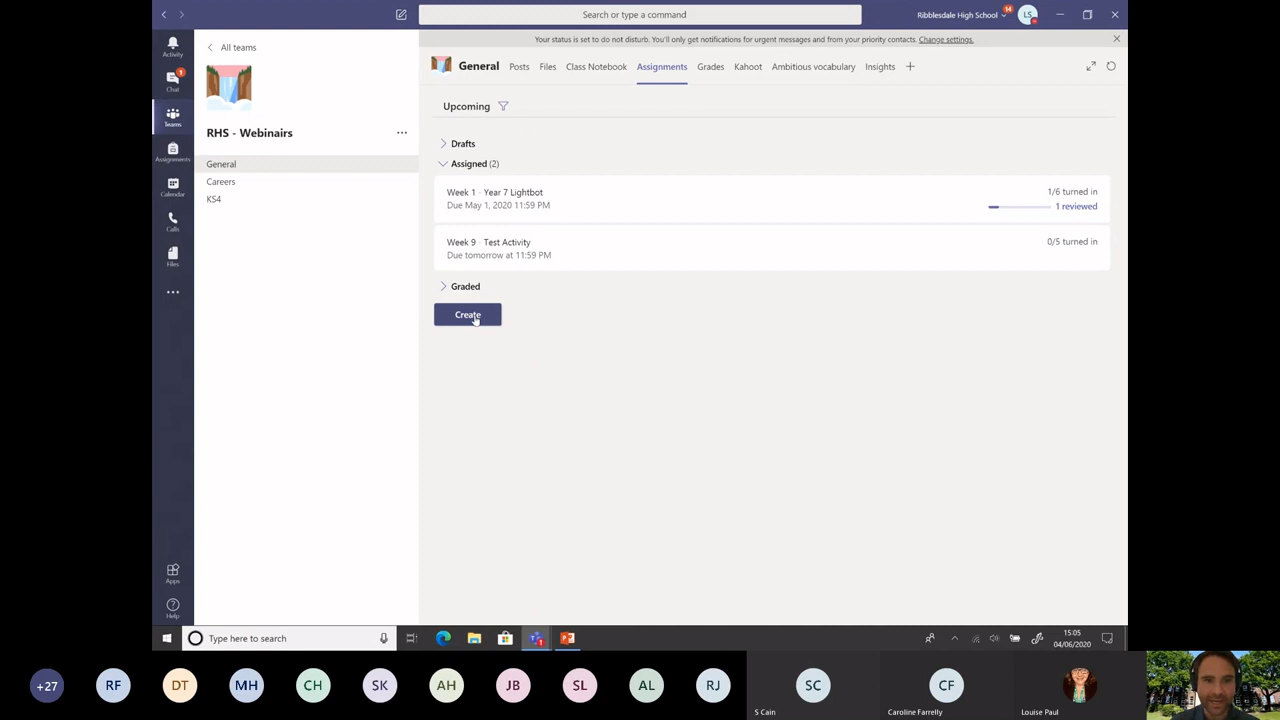 Search or type a command
Ribblesdale High School
14
LS
Your status is set to do not disturb. You'll only get notifications for urgent messages and from your priority contacts. Change settings.
Activity
1
Chat
Teams
Assignments
Calendar
Calls
Files
Apps
Help
All teams
RHS - Webinairs
General
Careers
KS4
General
Posts
Files
Class Notebook
Assignments
Grades
Kahoot
Ambitious vocabulary
Insights
Upcoming
Drafts
Assigned (2)
Week 1 - Year 7 Lightbot
Due May 1, 2020 11:59 PM
1/6 turned in
1 reviewed
Week 9 - Test Activity
Due tomorrow at 11:59 PM
0/5 turned in
Graded
Create
Type here to search
15:05
04/06/2020
+27
RF
DT
MH
CH
SK
AH
JB
SL
AL
RJ
SC
S Cain
CF
Caroline Farrelly
Louise Paul